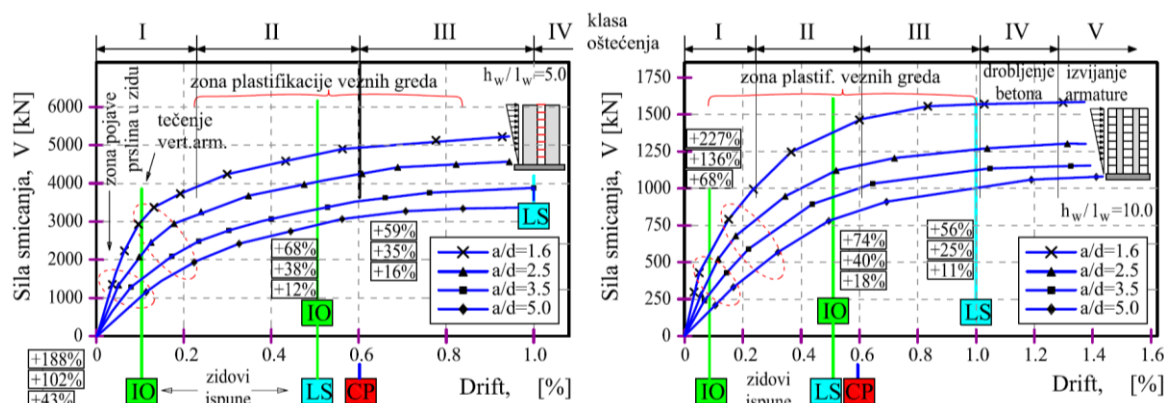 I II III IV
zona plastifikacije veznih greda
h_w/l_w=5.0
Sila smicanja, V [kN]
6000
5000
4000
3000
2000
1000
0
zona pojave
prslina u zidu
tečenje
vert.arm.
+68%
+38%
+12%
+59%
+35%
+16%
IO
LS
a/d=1.6
a/d=2.5
a/d=3.5
a/d=5.0
0 0.2 0.4 0.6 0.8 1.0
+188%
+102%
+43%
IO
zidovi
ispune
LS
CP
Drift, [%]
klasa
oštećenja
I II III IV V
zona plastif. veznih greda
drobljenje
betona
izvijanje
armature
Sila smicanja, V [kN]
1750
1500
1250
1000
750
500
250
0
+227%
+136%
+68%
+74%
+40%
+18%
+56%
+25%
+11%
h_w/l_w=10.0
IO
LS
a/d=1.6
a/d=2.5
a/d=3.5
a/d=5.0
0 0.2 0.4 0.6 0.8 1.0 1.2 1.4 1.6
IO
zidovi
ispune
LS
CP
Drift, [%]